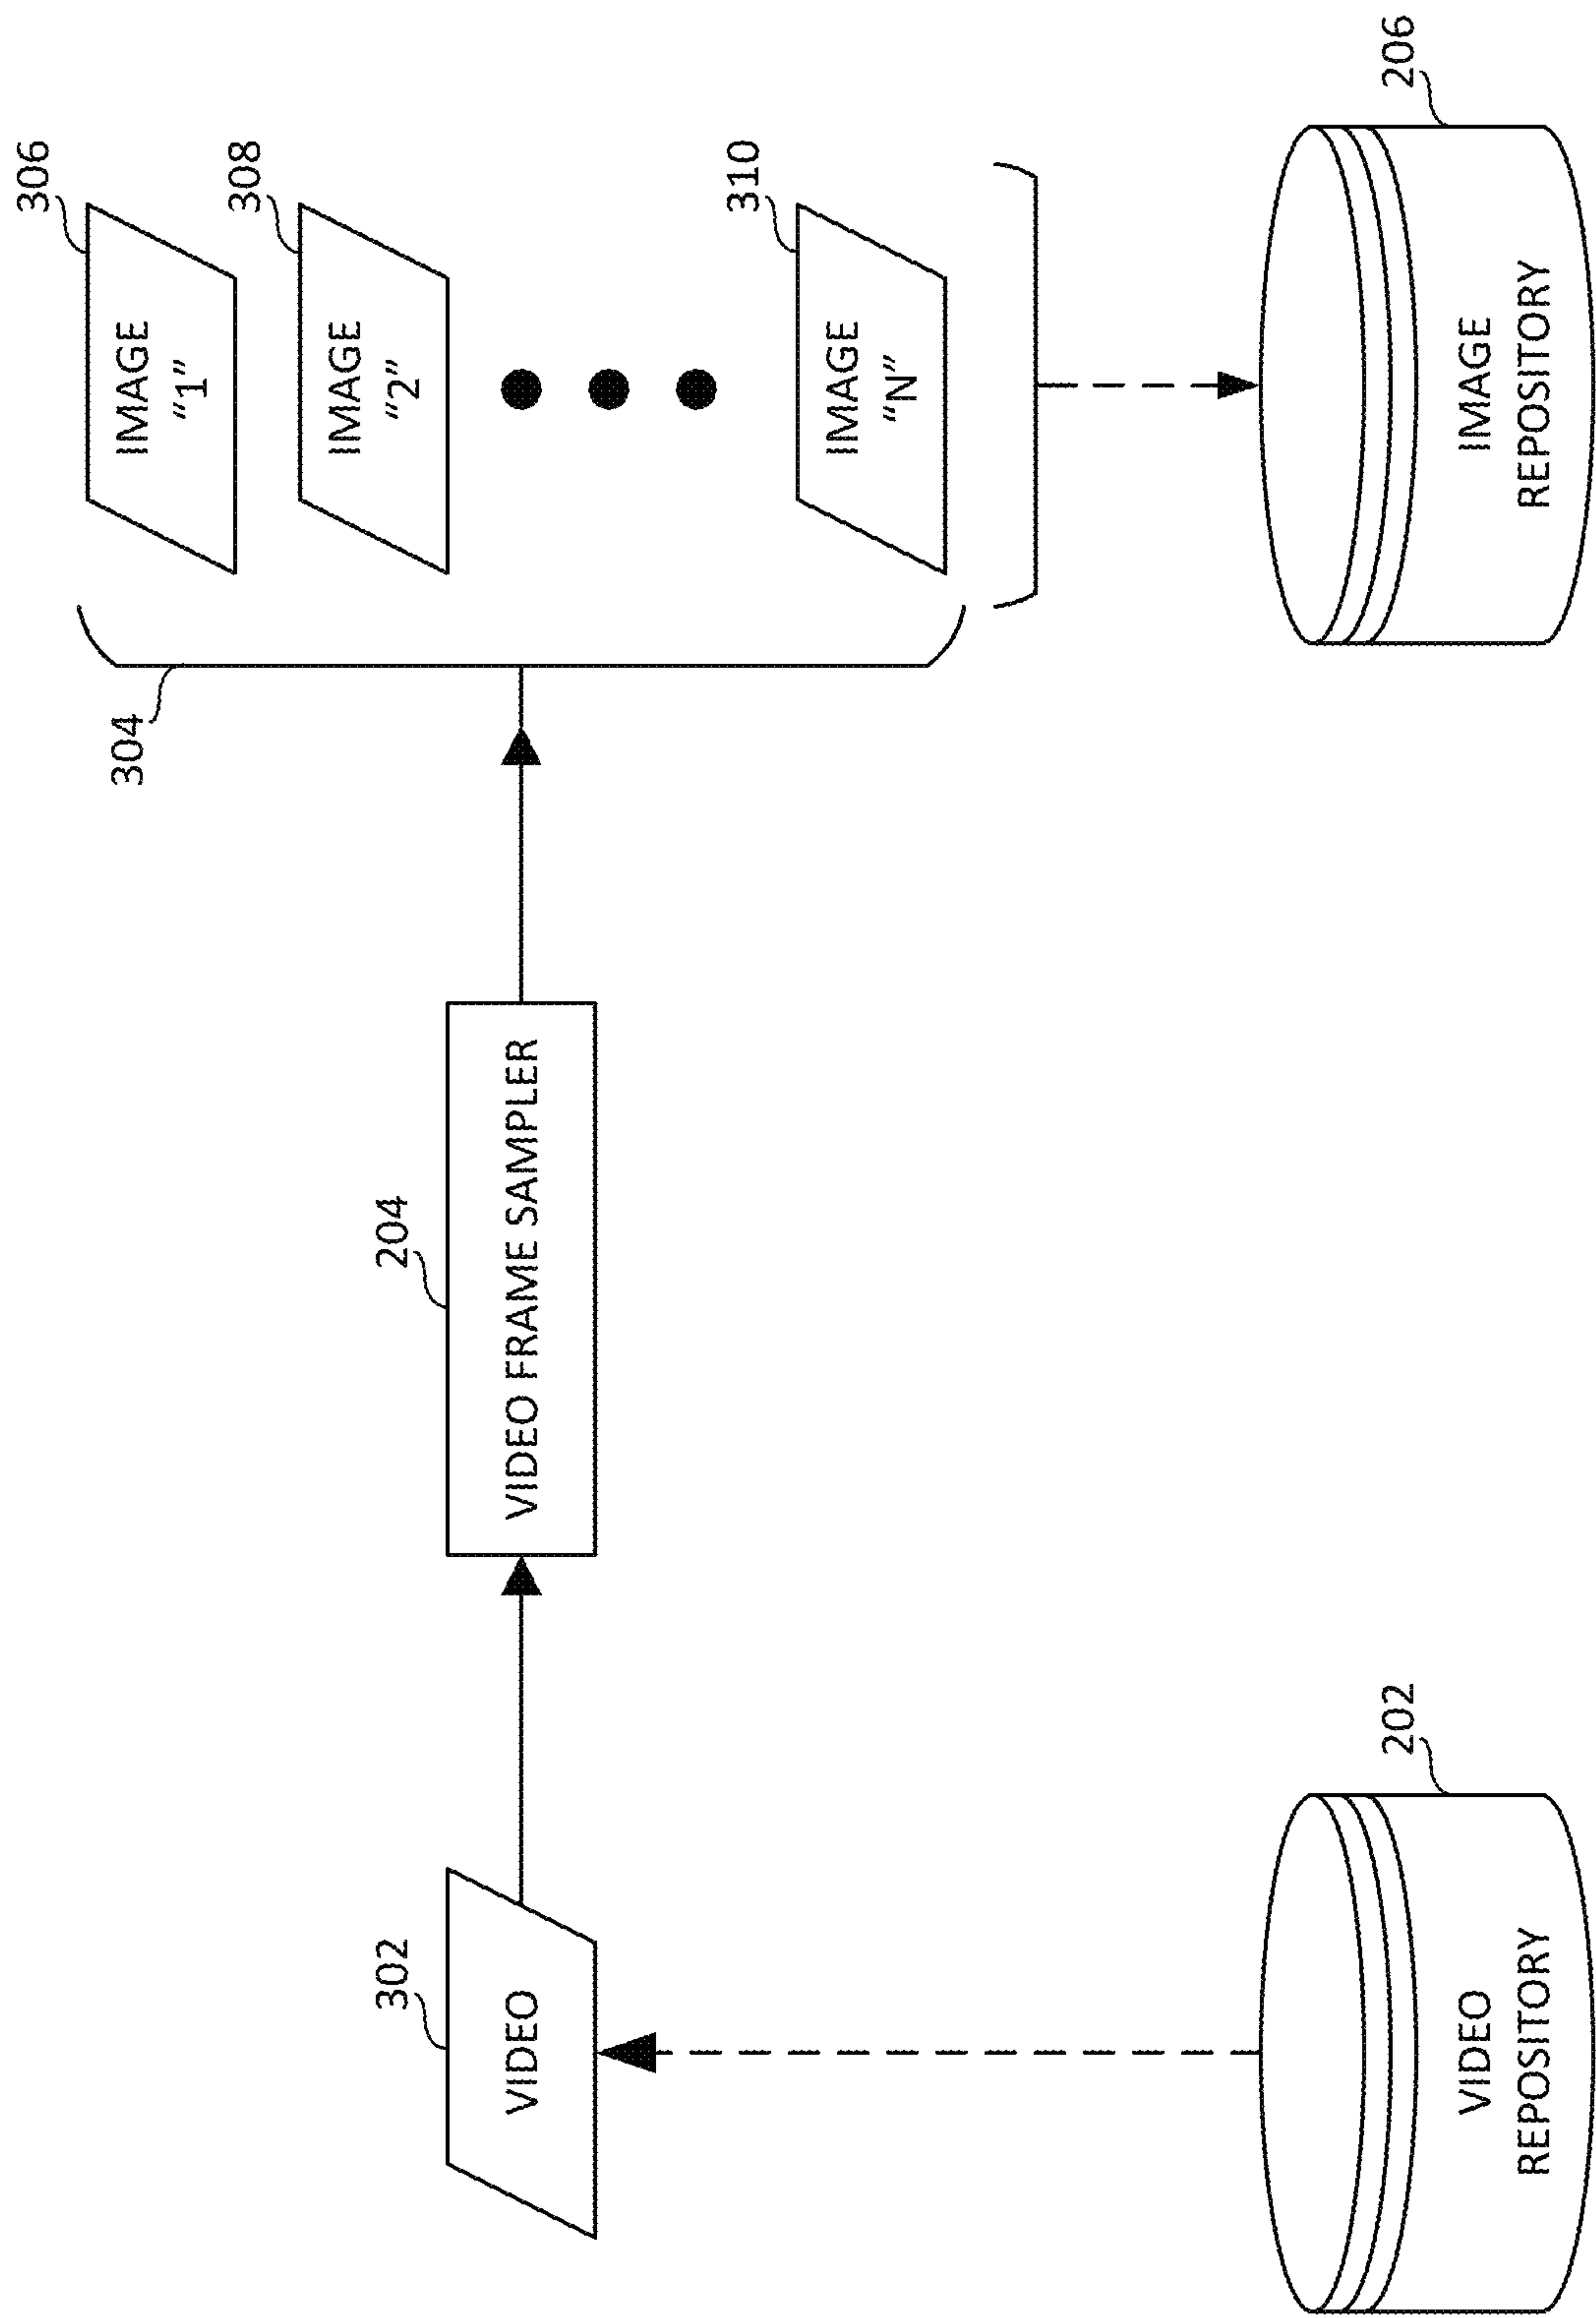 306
IMAGE
“1”
308
IMAGE
“2”
304
310
IMAGE
“N”
302
VIDEO
204
VIDEO FRAME SAMPLER
202
VIDEO
REPOSITORY
206
IMAGE
REPOSITORY